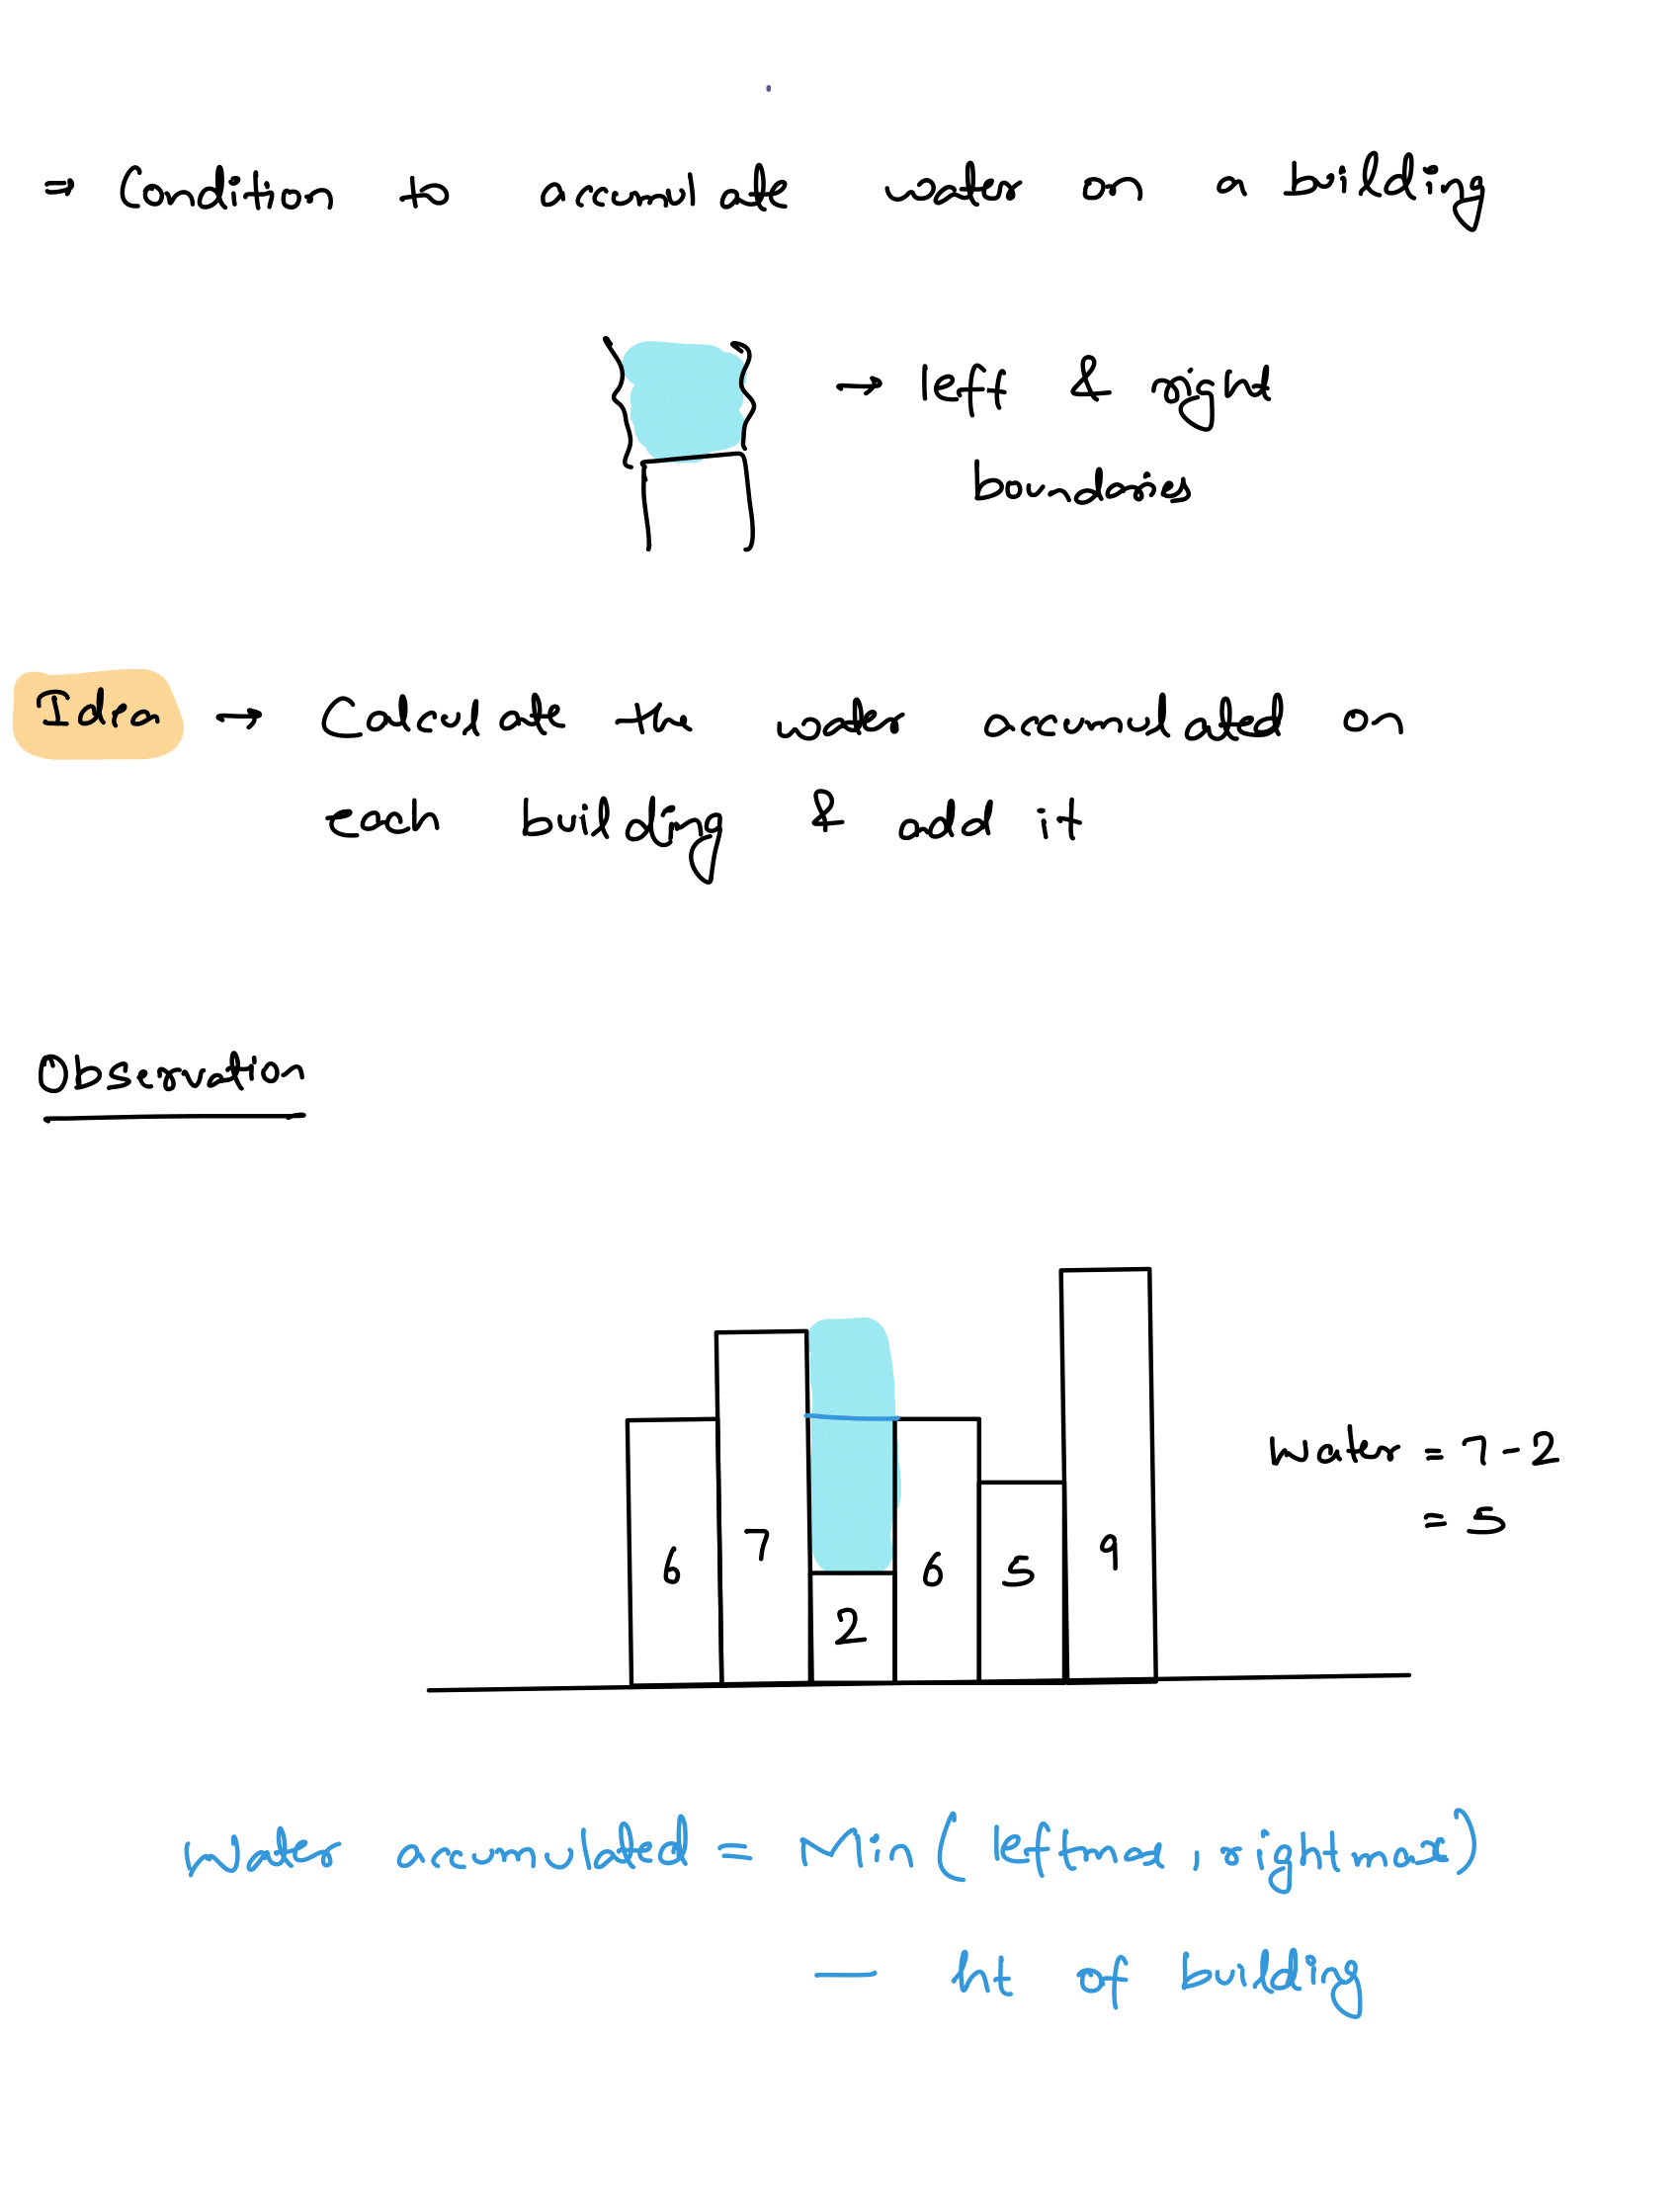 ⇒ Condition to accumulate water on a building
→ left & right
boundaries
Idea → Calculate the water accumulated on
each building & add it
Observation
6 7 2 6 5 9
Water = 7-2
= 5
Water accumulated = Min( leftmax, rightmax)
— ht of building